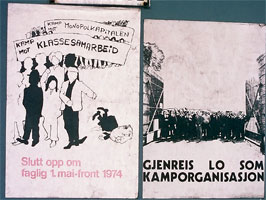 KAMP MOT MONOPOLKAPITALEN
KAMP MOT KLASSESAMARBEID
Slutt opp om
faglig 1. mai-front 1974
GJENREIS LO SOM
KAMPORGANISASJON